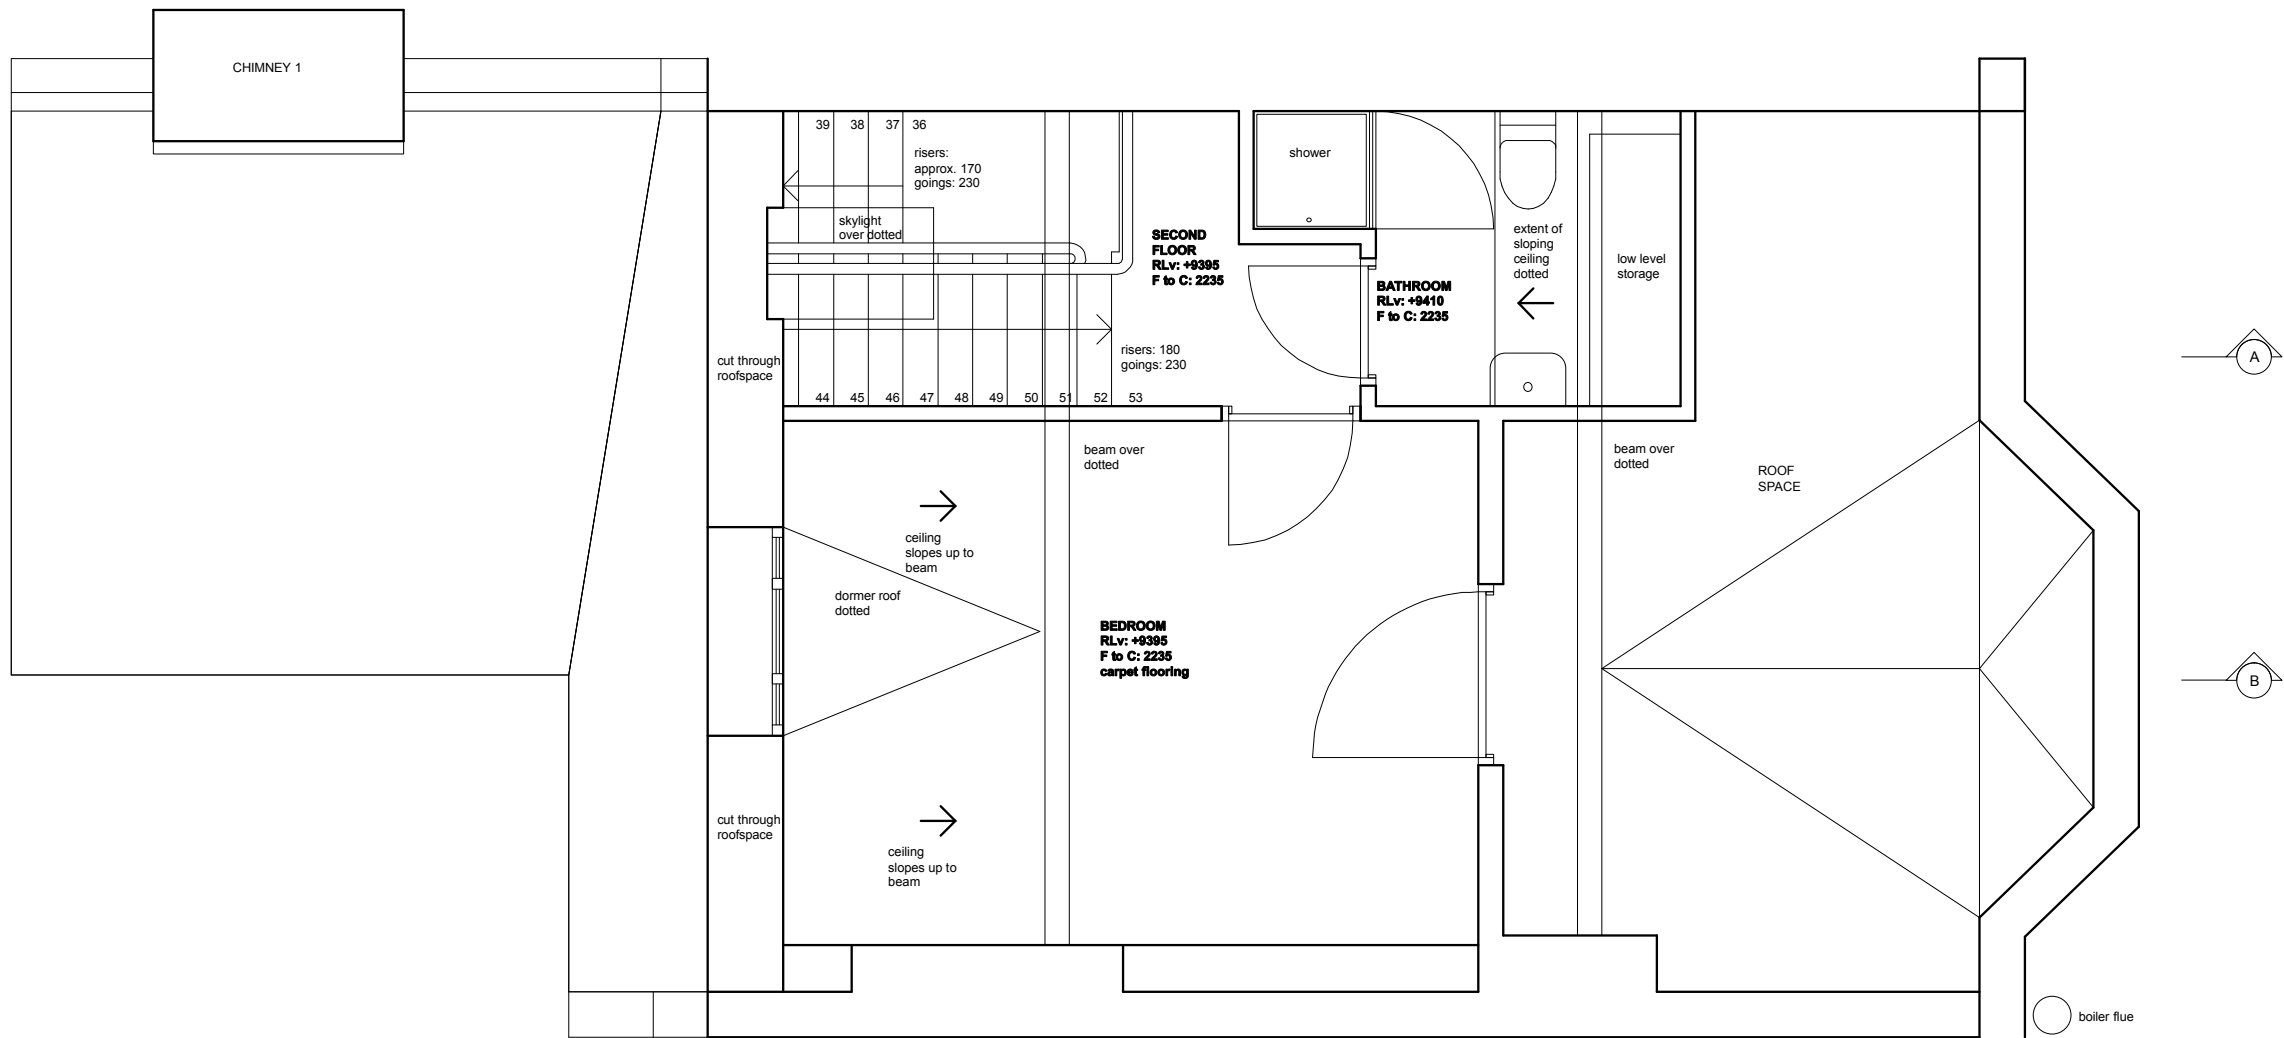 CHIMNEY 1
39 38 37 36
risers:
approx. 170
goings: 230
shower
skylight
over dotted
SECOND
FLOOR
RLv: +9395
F to C: 2235
extent of
sloping
ceiling
dotted
low level
storage
BATHROOM
RLv: +9410
F to C: 2235
risers: 180
goings: 230
A
cut through
roofspace
44 45 46 47 48 49 50 51 52 53
beam over
dotted
beam over
dotted
ROOF
SPACE
ceiling
slopes up to
beam
dormer roof
dotted
BEDROOM
RLv: +9395
F to C: 2235
carpet flooring
B
cut through
roofspace
ceiling
slopes up to
beam
boiler flue